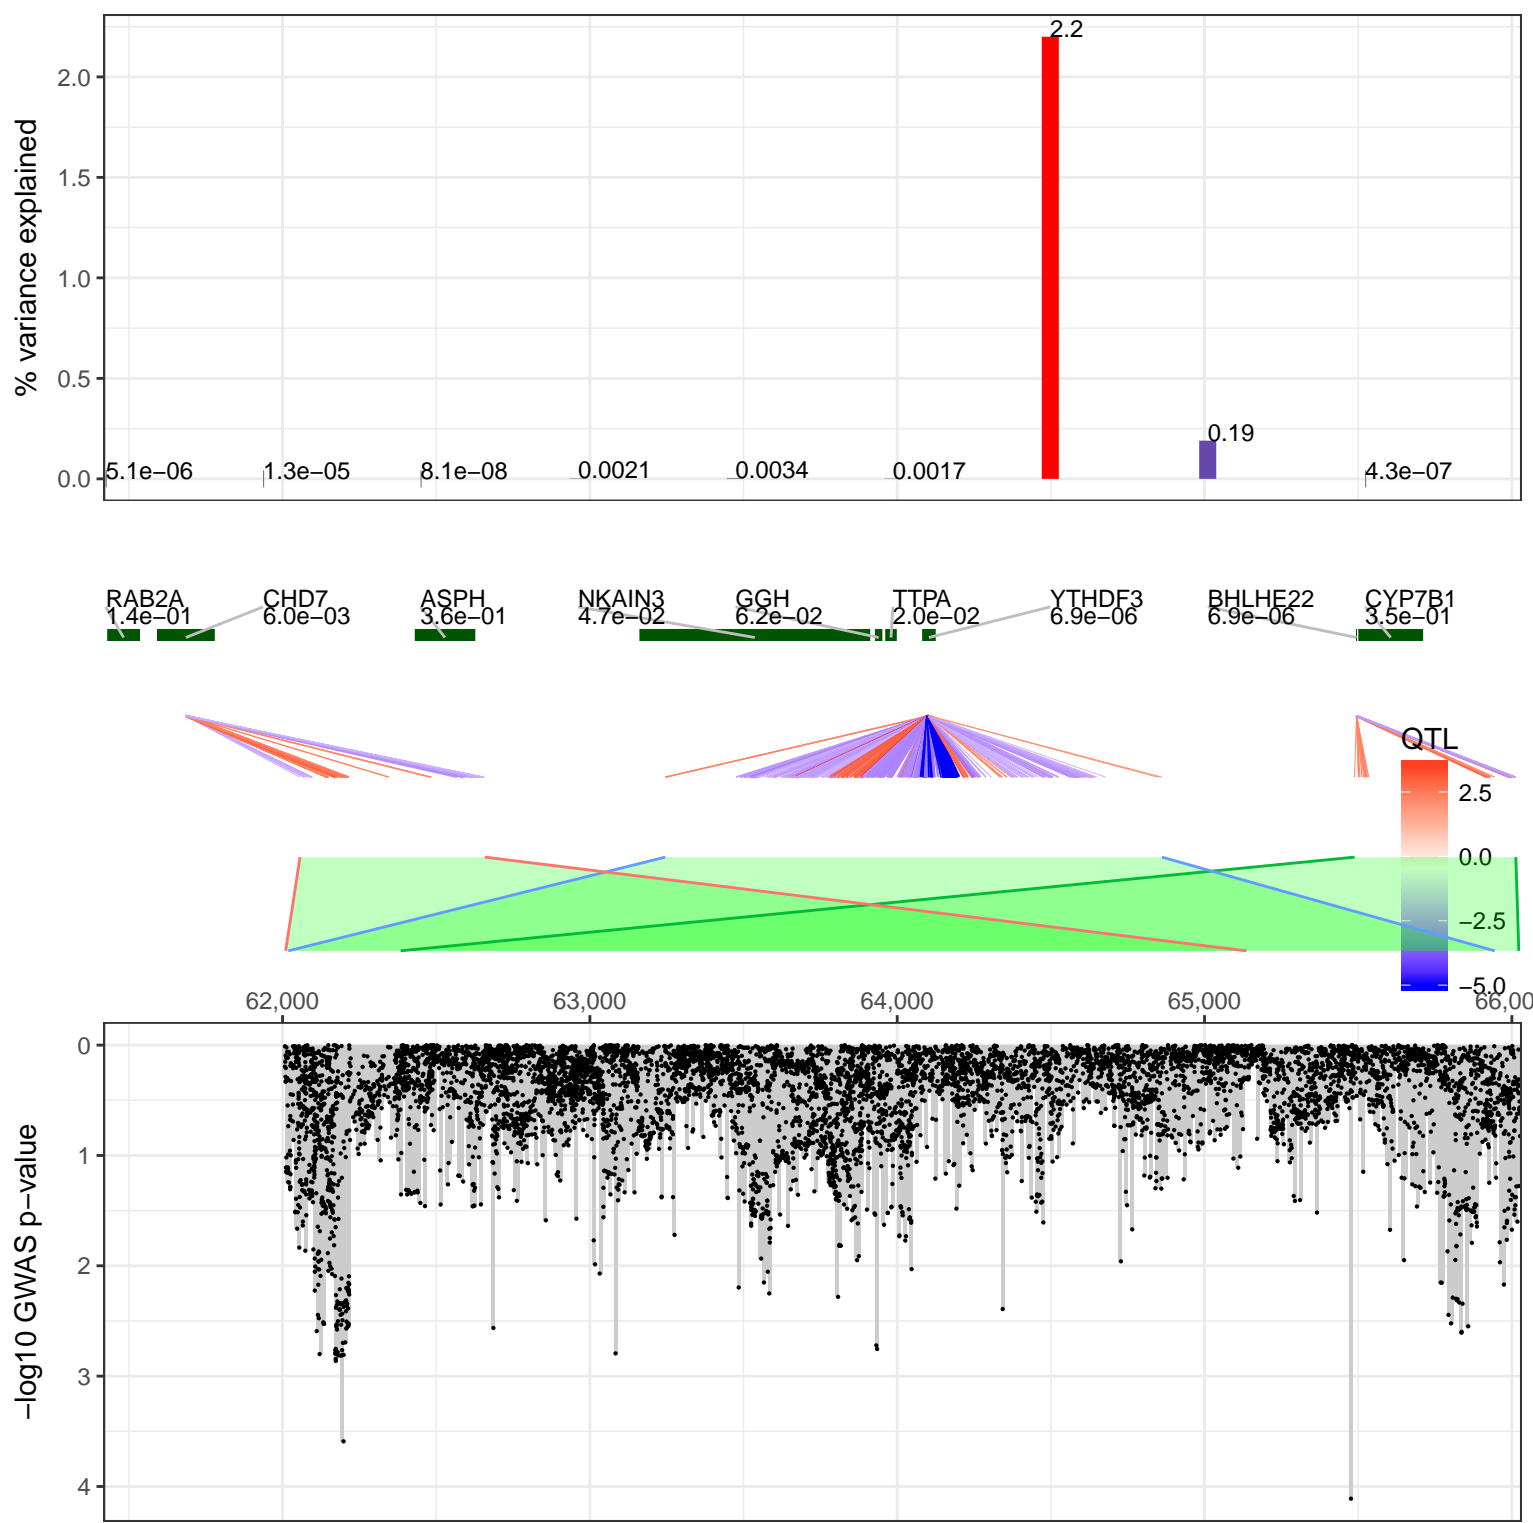 % variance explained
2.0
1.5
1.0
0.5
0.0
2.2
0.19
5.1e−06 1.3e−05 8.1e−08 0.0021 0.0034 0.0017 4.3e−07
RAB2A CHD7 ASPH NKAIN3 GGH TTPA YTHDF3 BHLHE22 CYP7B1
1.4e−01 6.0e−03 3.6e−01 4.7e−02 6.2e−02 2.0e−02 6.9e−06 6.9e−06 3.5e−01
QTL
2.5
0.0
−2.5
−5.0
62,000 63,000 64,000 65,000 66,00
−log10 GWAS p−value
0
1
2
3
4